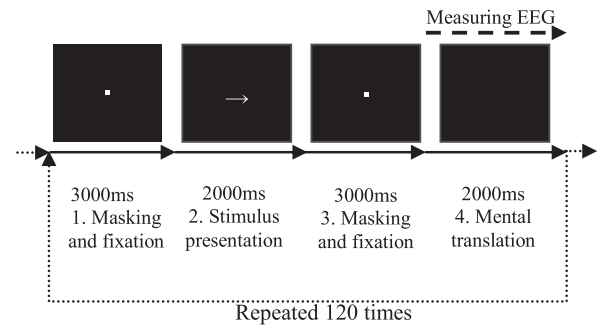 Measuring EEG
→
3000ms
1. Masking
and fixation
2000ms
2. Stimulus
presentation
3000ms
3. Masking
and fixation
2000ms
4. Mental
translation
Repeated 120 times